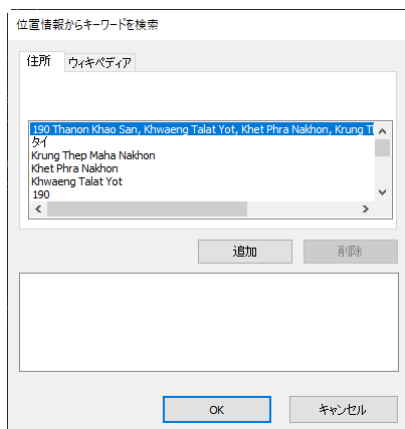 位置情報からキーワードを検索
住所 ウィキペディア
190 Thanon Khao San, Khwaeng Talat Yot, Khet Phra Nakhon, Krung T
タイ
Krung Thep Maha Nakhon
Khet Phra Nakhon
Khwaeng Talat Yot
190
追加 削除
OK キャンセル